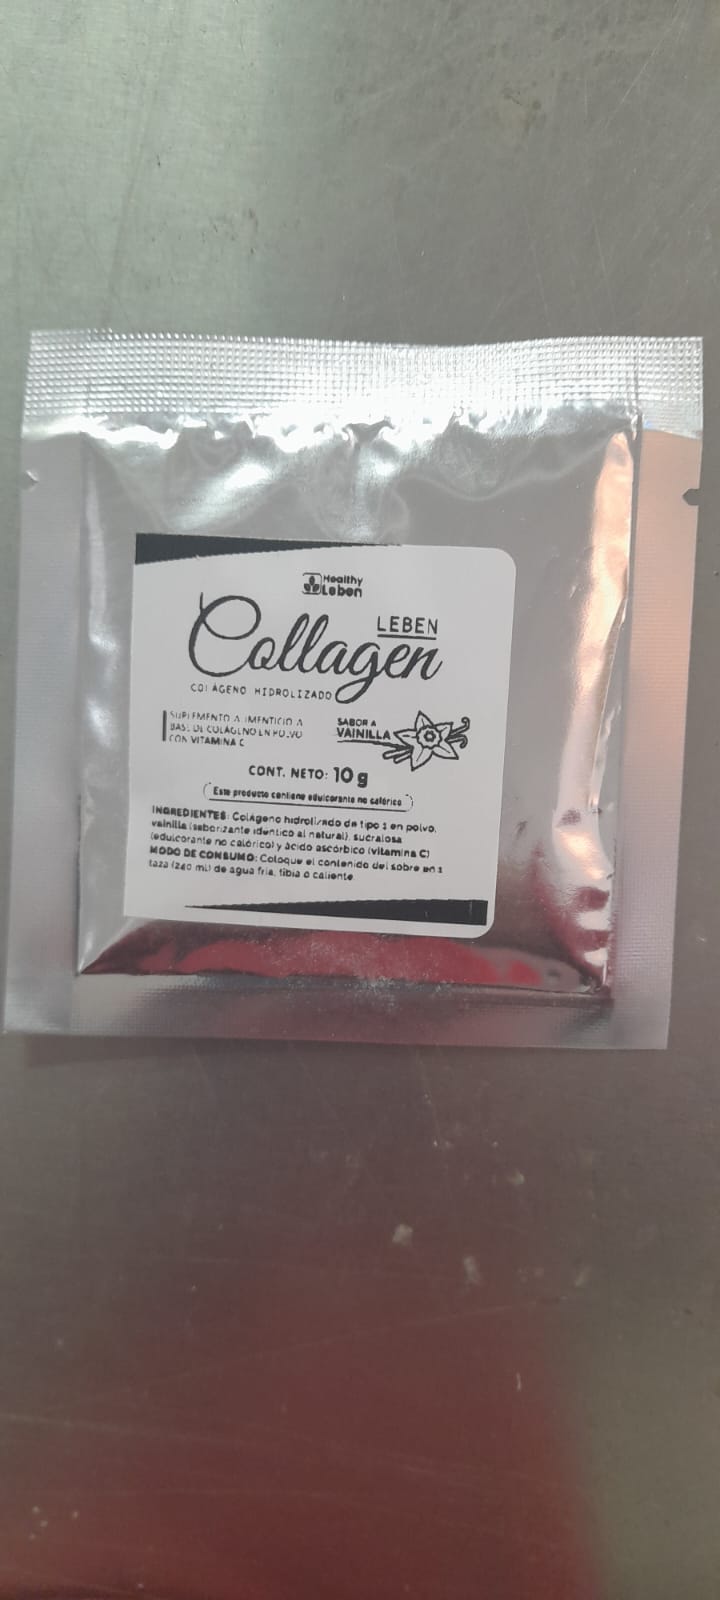 Healthy
Leben
LEBEN
Collagen
COLÁGENO HIDROLIZADO
SUPLEMENTO ALIMENTICIO A
BASE DE COLÁGENO EN POLVO
CON VITAMINA C
SABOR A
VAINILLA
CONT. NETO: 10 g
Este producto contiene edulcorante no calórico
INGREDIENTES: Colágeno hidrolizado de tipo 1 en polvo,
vainilla (saborizante identico al natural), sucralosa
(edulcorante no calórico) y ácido ascórbico (vitamina C)
MODO DE CONSUMO: Coloque el contenido del sobre en 1
taza (240 ml) de agua fria, tibia o caliente.